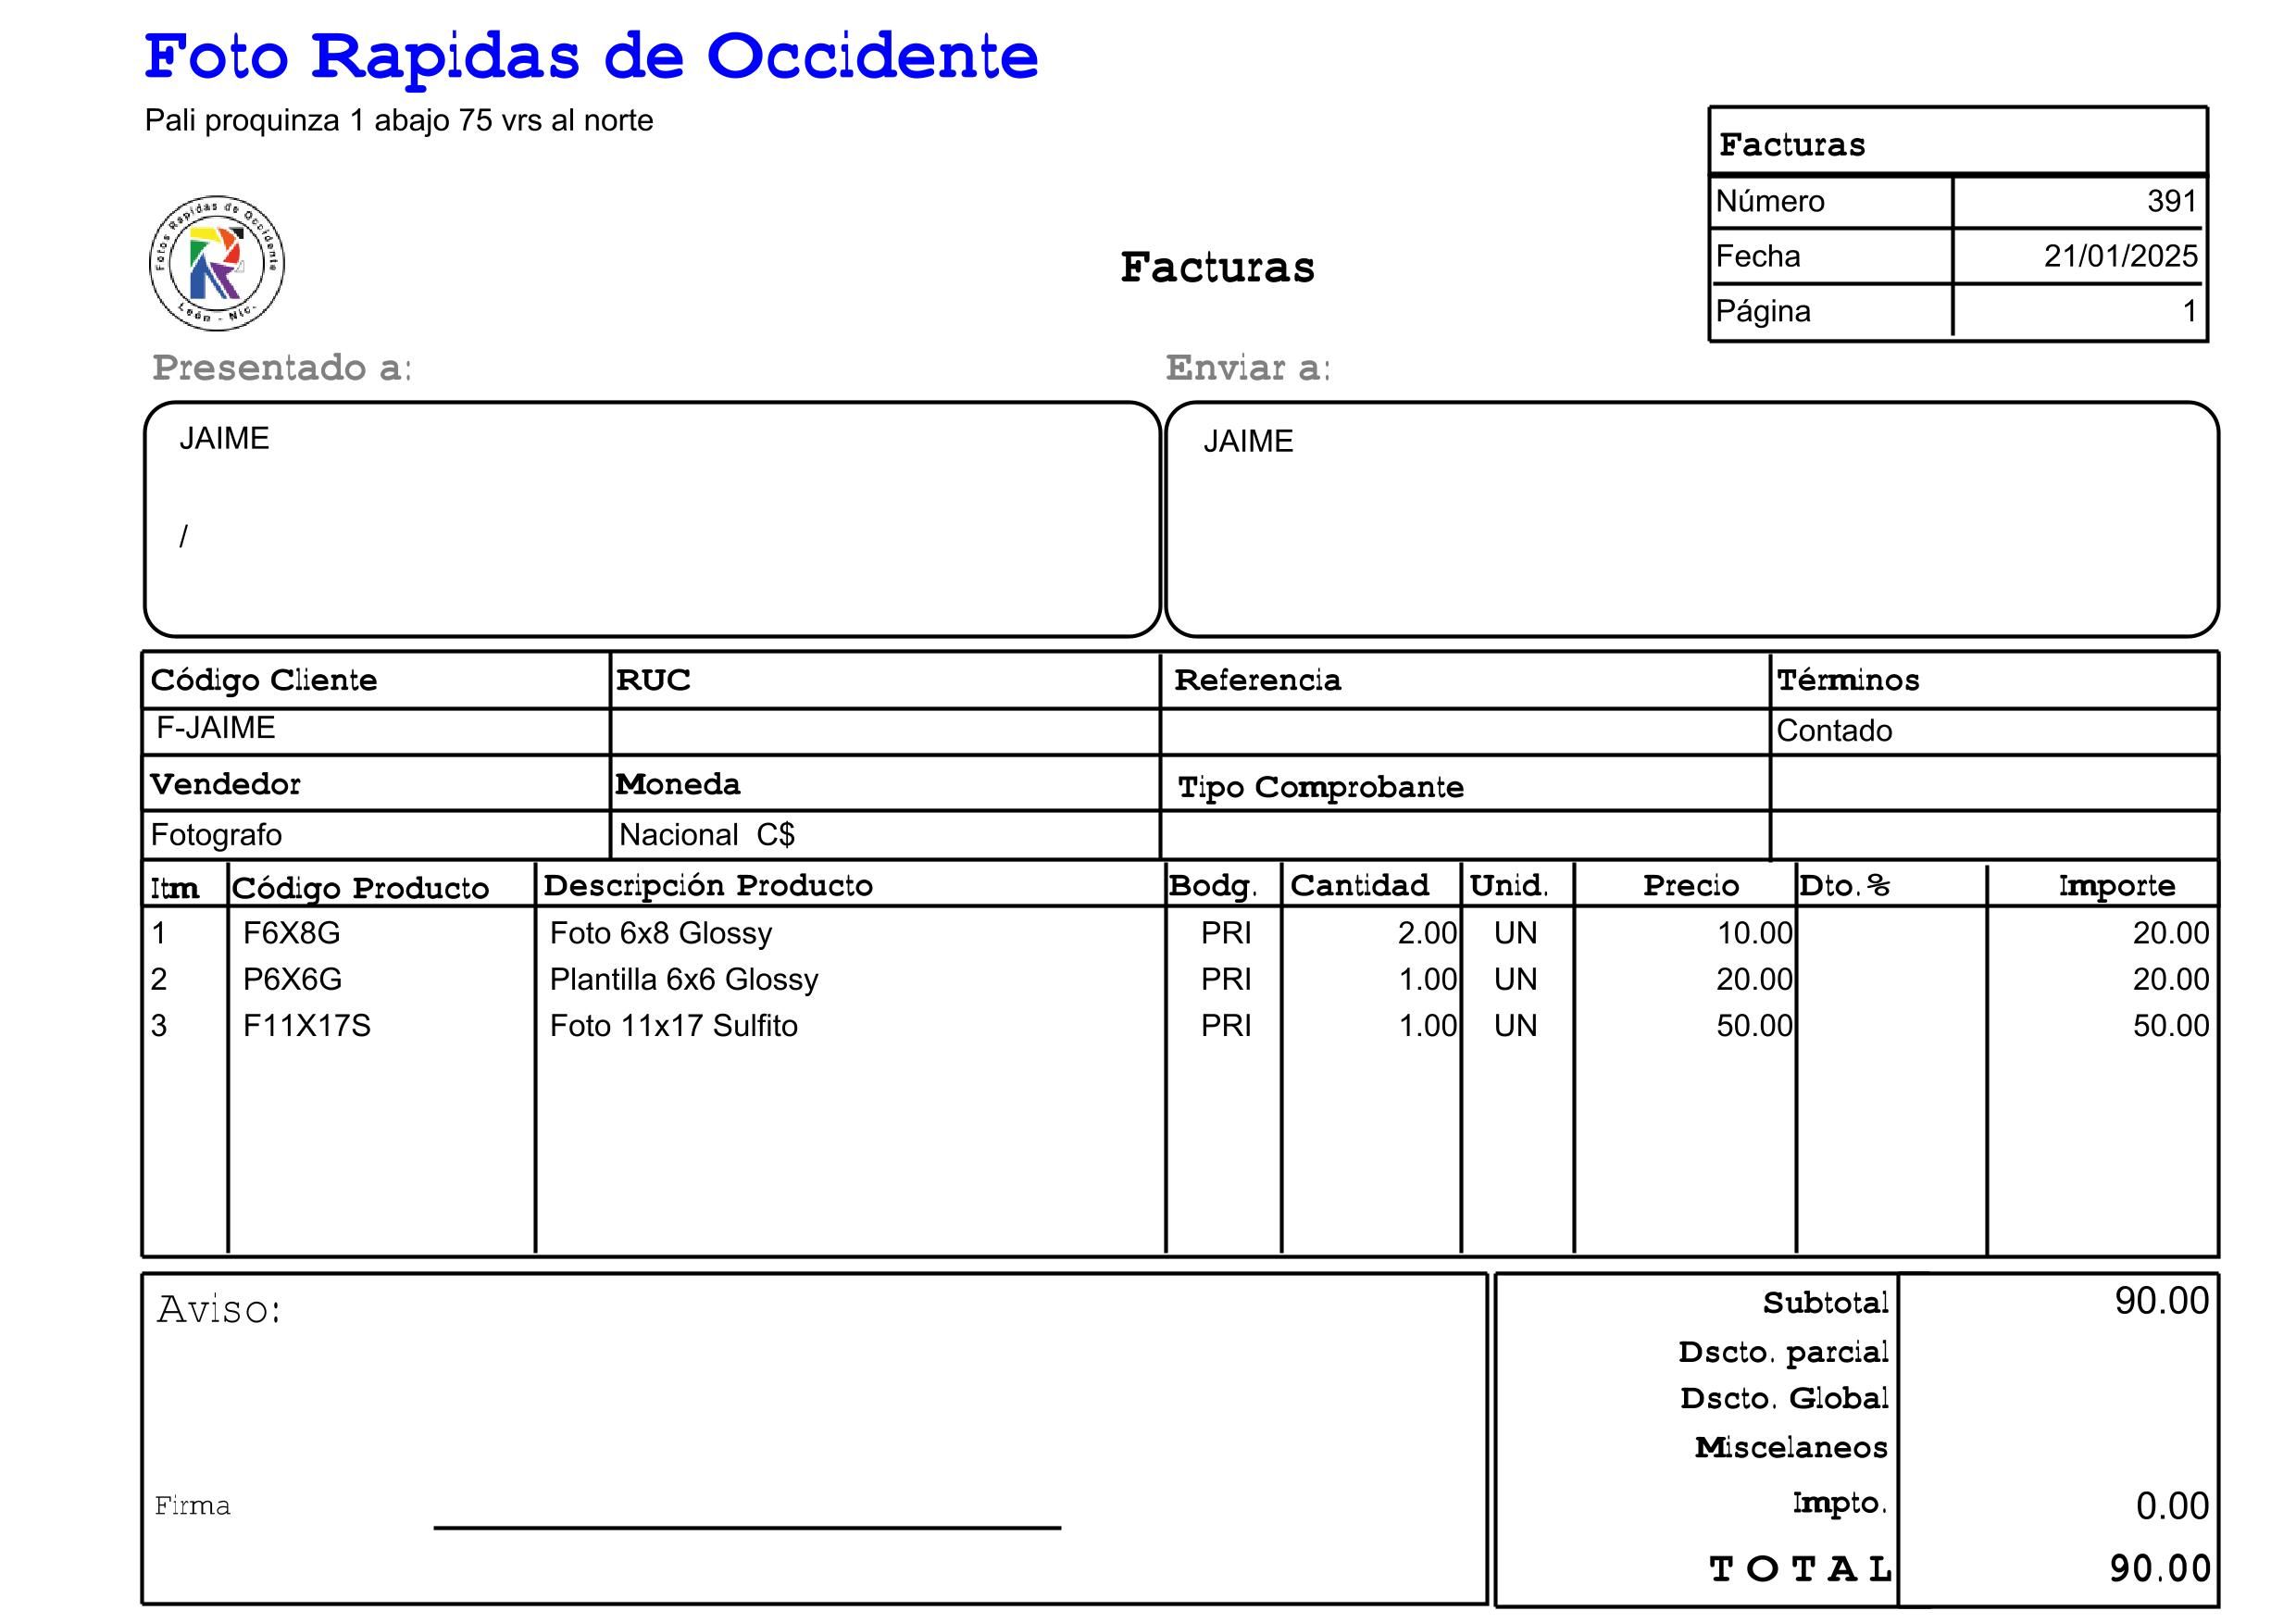 Foto Rapidas de Occidente
Pali proquinza 1 abajo 75 vrs al norte
Fotos Rapidas de Occidente
León - Nic.
Facturas
Facturas
Número 391
Fecha 21/01/2025
Página 1
Presentado a: Enviar a:
JAIME JAIME
/
Código Cliente RUC Referencia Términos
F-JAIME Contado
Vendedor Moneda Tipo Comprobante
Fotografo Nacional C$
Itm Código Producto Descripción Producto Bodg. Cantidad Unid. Precio Dto.% Importe
1 F6X8G Foto 6x8 Glossy PRI 2.00 UN 10.00 20.00
2 P6X6G Plantilla 6x6 Glossy PRI 1.00 UN 20.00 20.00
3 F11X17S Foto 11x17 Sulfito PRI 1.00 UN 50.00 50.00
Aviso:
Subtotal 90.00
Dscto. parcial
Dscto. Global
Miscelaneos
Firma
Impto. 0.00
TOTAL 90.00